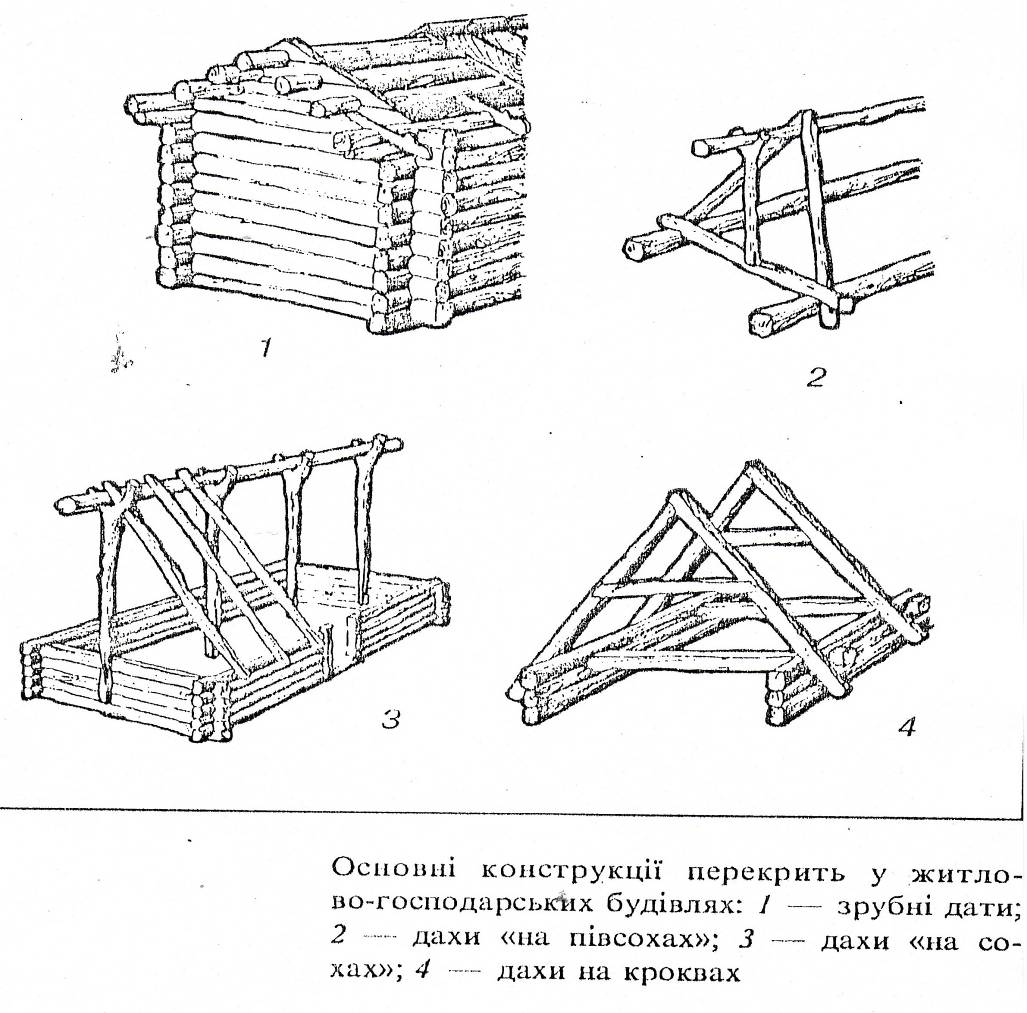 1
2
3
4
Основні конструкції перекрить у житло-
во-господарських будівлях: 1 — зрубні дати;
2 — дахи «на півсохах»; 3 — дахи «на со-
хах»; 4 — дахи на кроквах